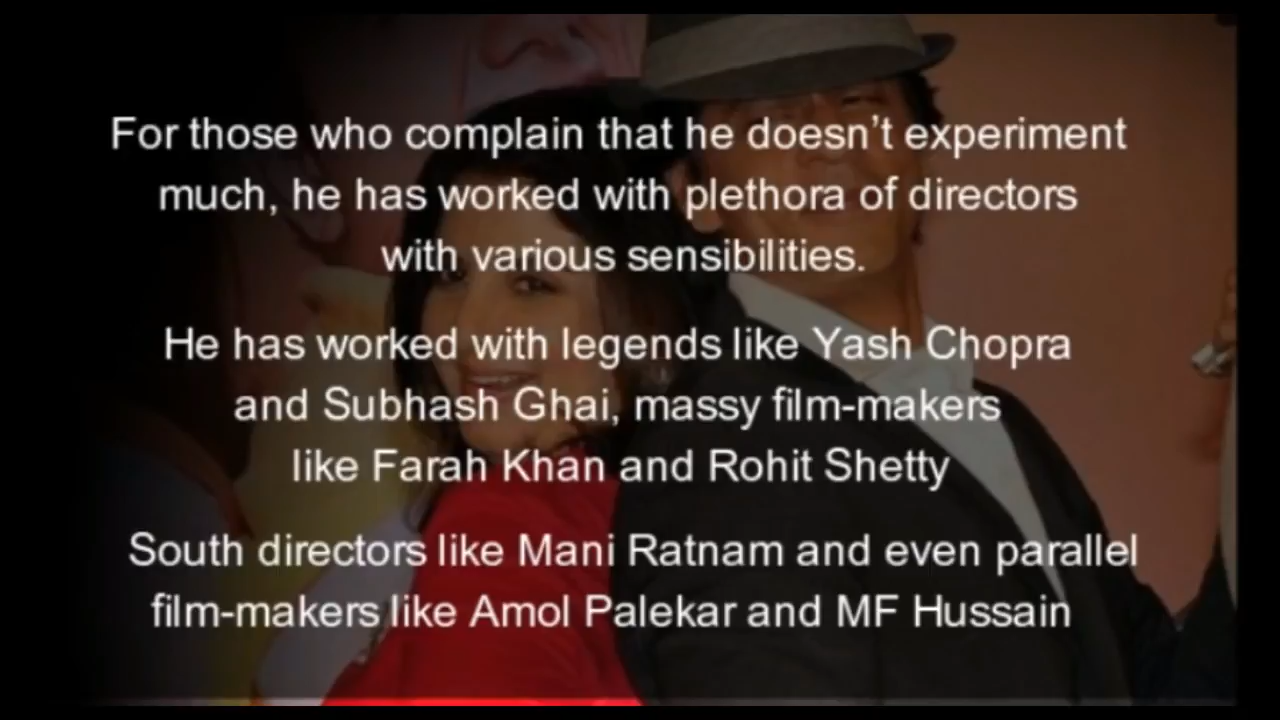 For those who complain that he doesn’t experiment
much, he has worked with plethora of directors
with various sensibilities.
He has worked with legends like Yash Chopra
and Subhash Ghai, massy film-makers
like Farah Khan and Rohit Shetty
South directors like Mani Ratnam and even parallel
film-makers like Amol Palekar and MF Hussain